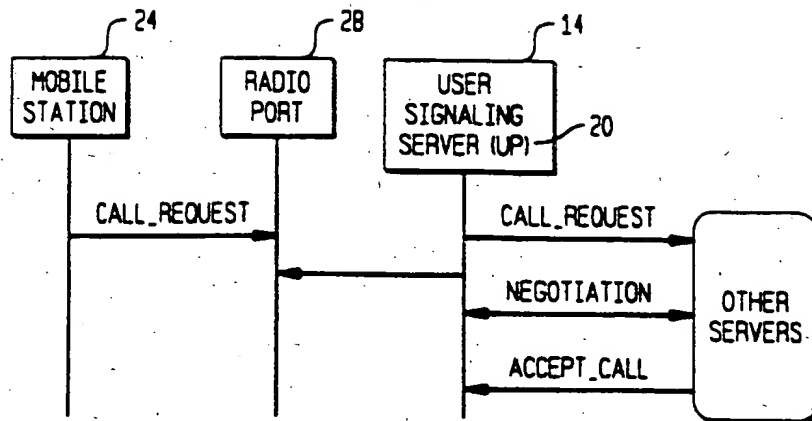 24
28
14
MOBILE
STATION
RADIO
PORT
USER
SIGNALING
SERVER (UP)
20
CALL_REQUEST
CALL_REQUEST
NEGOTIATION
OTHER
SERVERS
ACCEPT_CALL